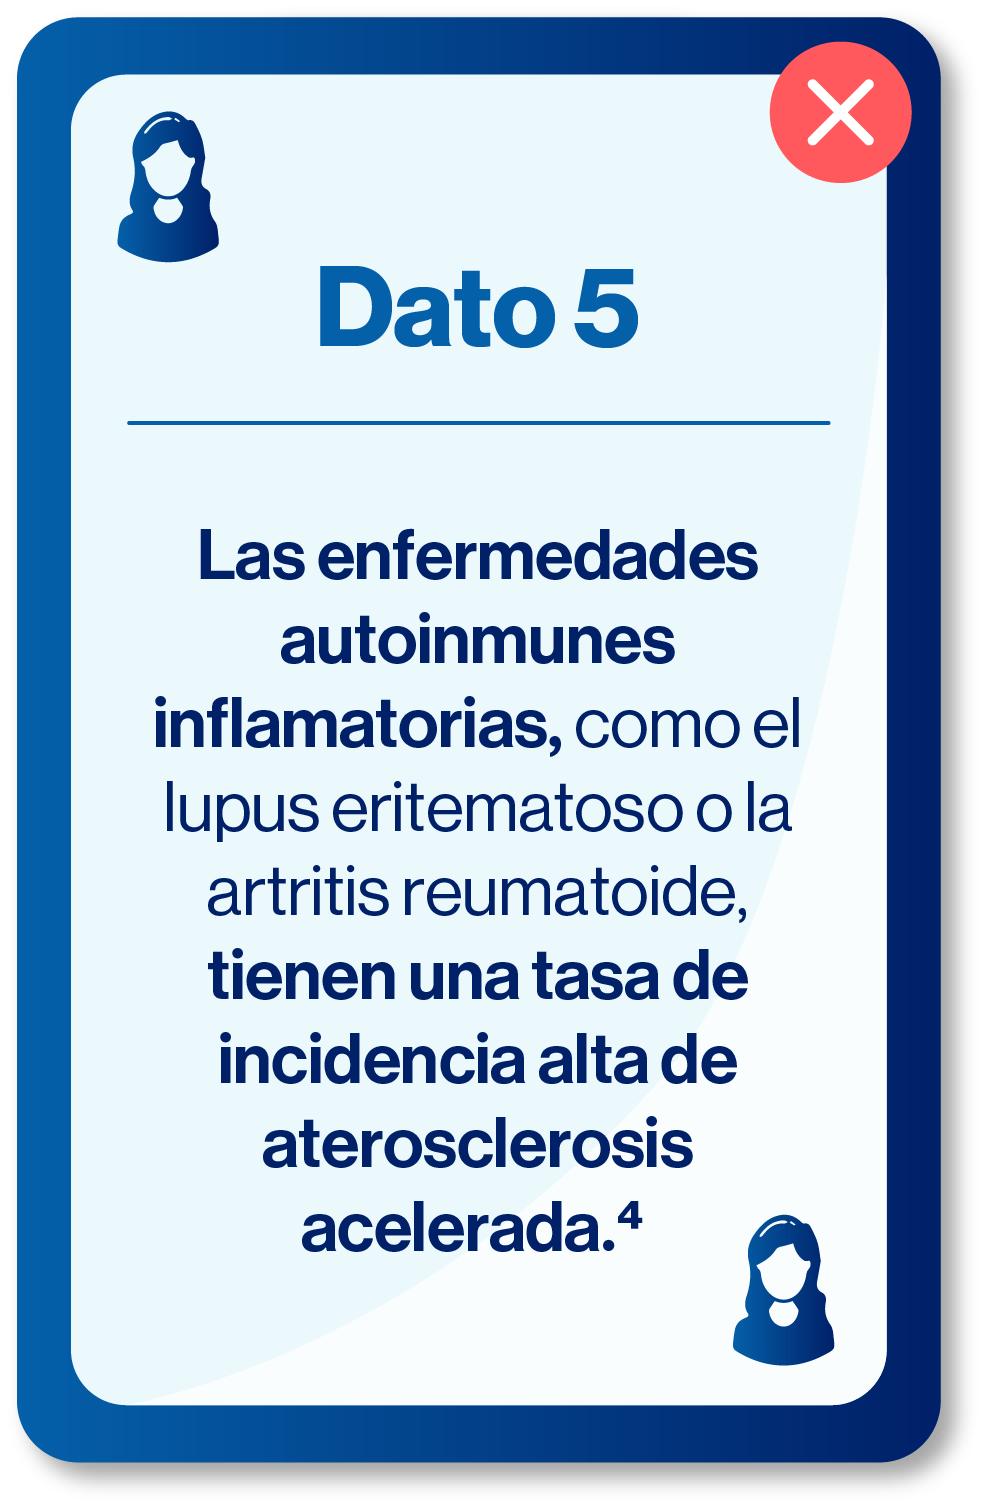 Dato 5
Las enfermedades
autoinmunes
inflamatorias, como el
lupus eritematoso o la
artritis reumatoide,
tienen una tasa de
incidencia alta de
aterosclerosis
acelerada.⁴